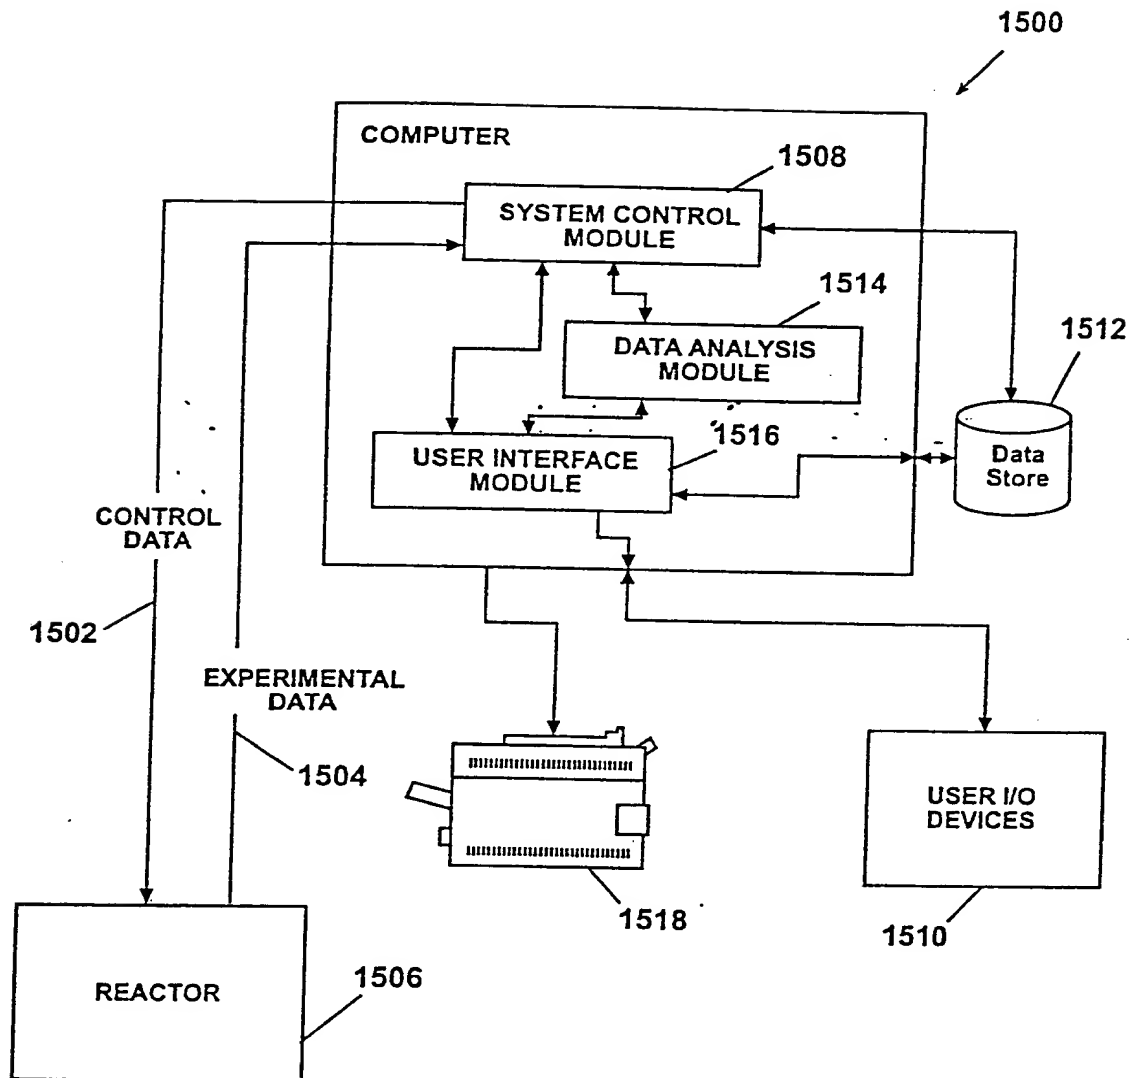 1500
COMPUTER
1508
SYSTEM CONTROL
MODULE
1514
DATA ANALYSIS
MODULE
1512
Data
Store
1516
USER INTERFACE
MODULE
CONTROL
DATA
1502
EXPERIMENTAL
DATA
1504
USER I/O
DEVICES
1518
1510
REACTOR
1506